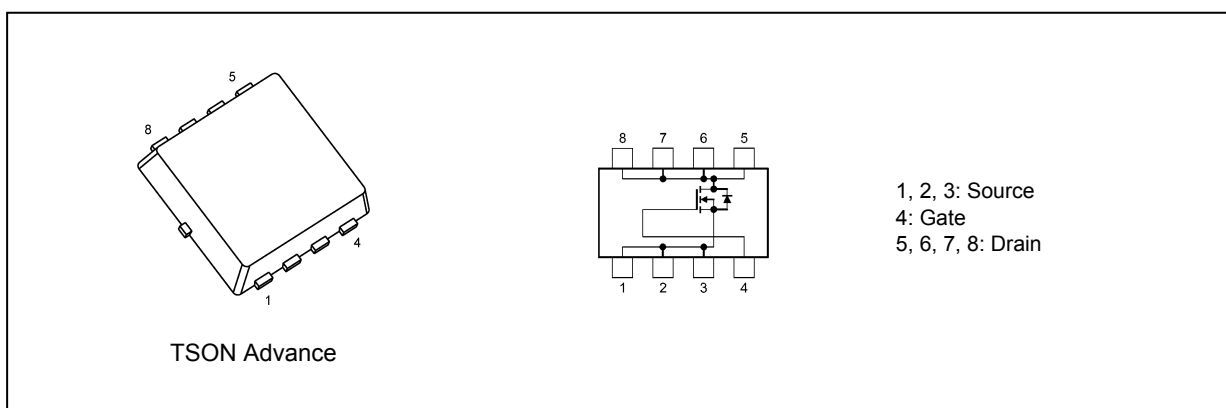 5
8
4
1
TSON Advance
8 7 6 5
1 2 3 4
1, 2, 3: Source
4: Gate
5, 6, 7, 8: Drain